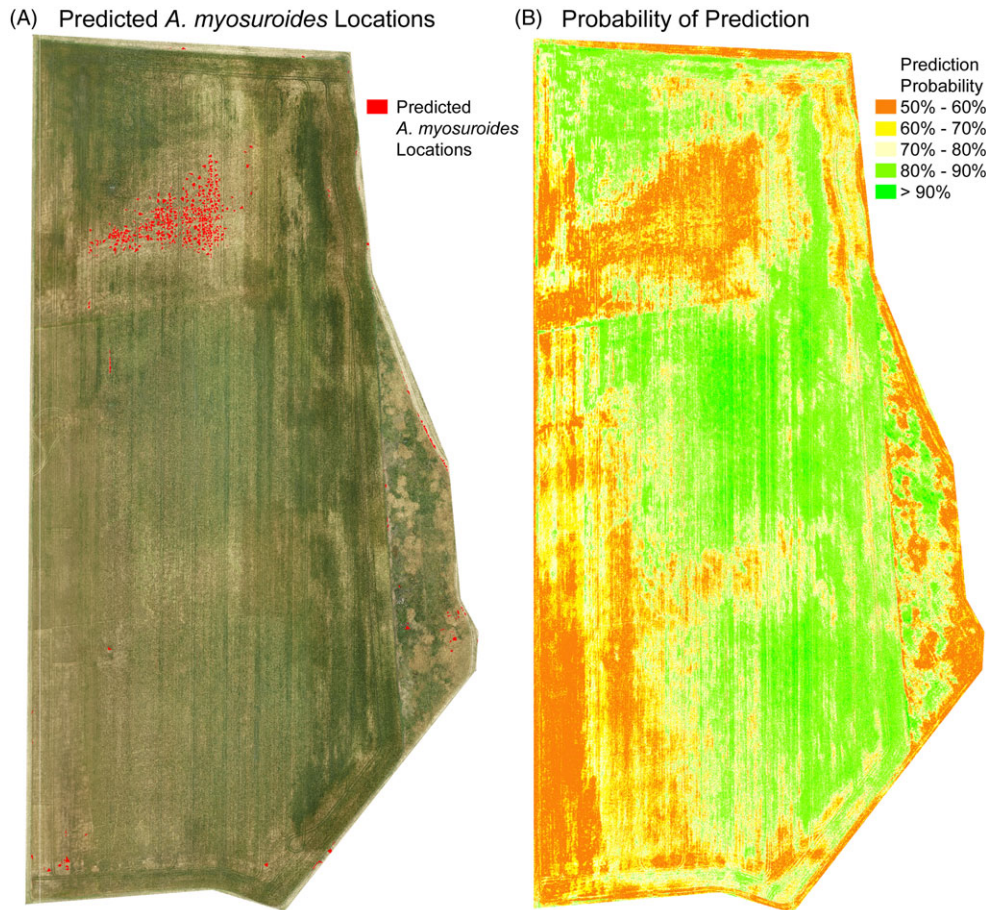 (A) Predicted A. myosuroides Locations
Predicted
A. myosuroides
Locations
(B) Probability of Prediction
Prediction
Probability
50% - 60%
60% - 70%
70% - 80%
80% - 90%
> 90%